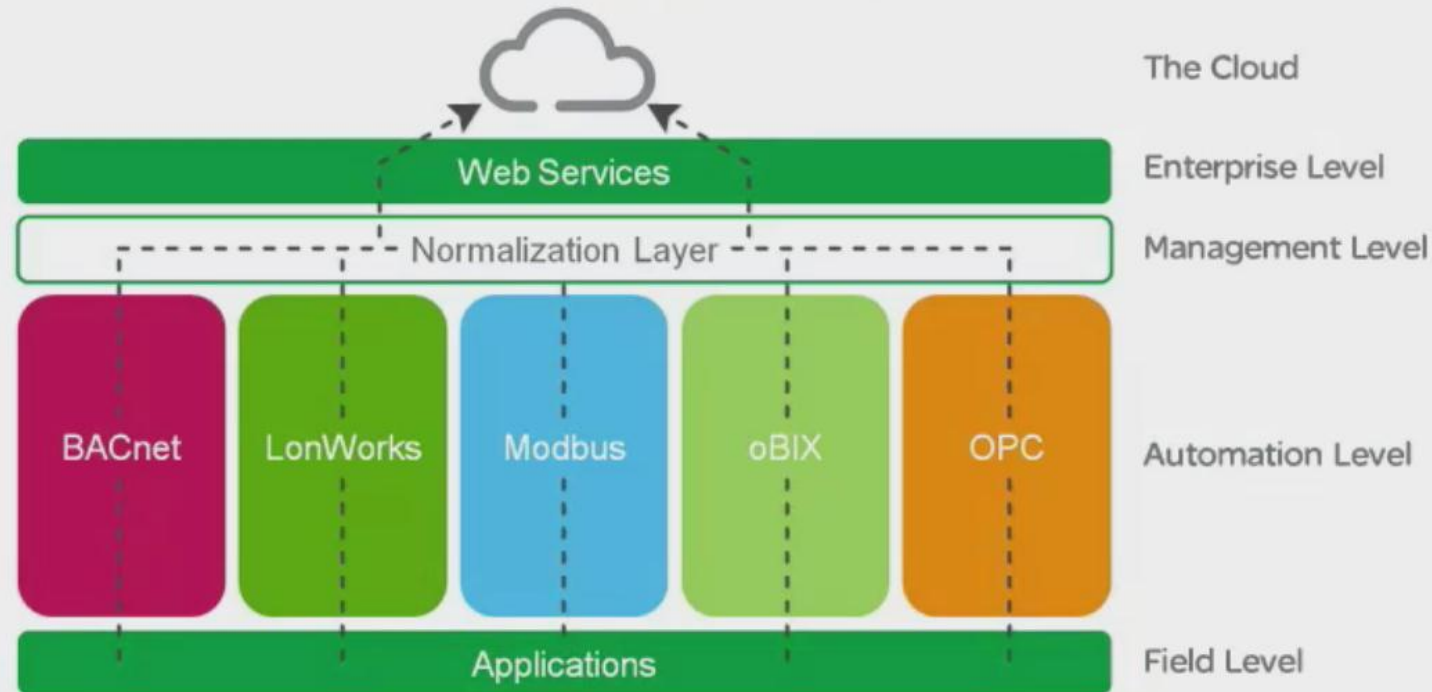 The Cloud
Web Services
Enterprise Level
Normalization Layer
Management Level
BACnet
LonWorks
Modbus
oBIX
OPC
Automation Level
Applications
Field Level